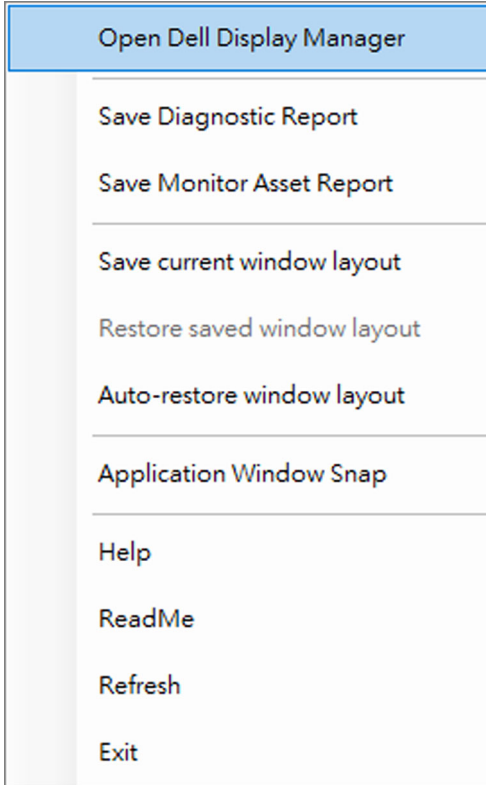 Open Dell Display Manager
Save Diagnostic Report
Save Monitor Asset Report
Save current window layout
Restore saved window layout
Auto-restore window layout
Application Window Snap
Help
ReadMe
Refresh
Exit